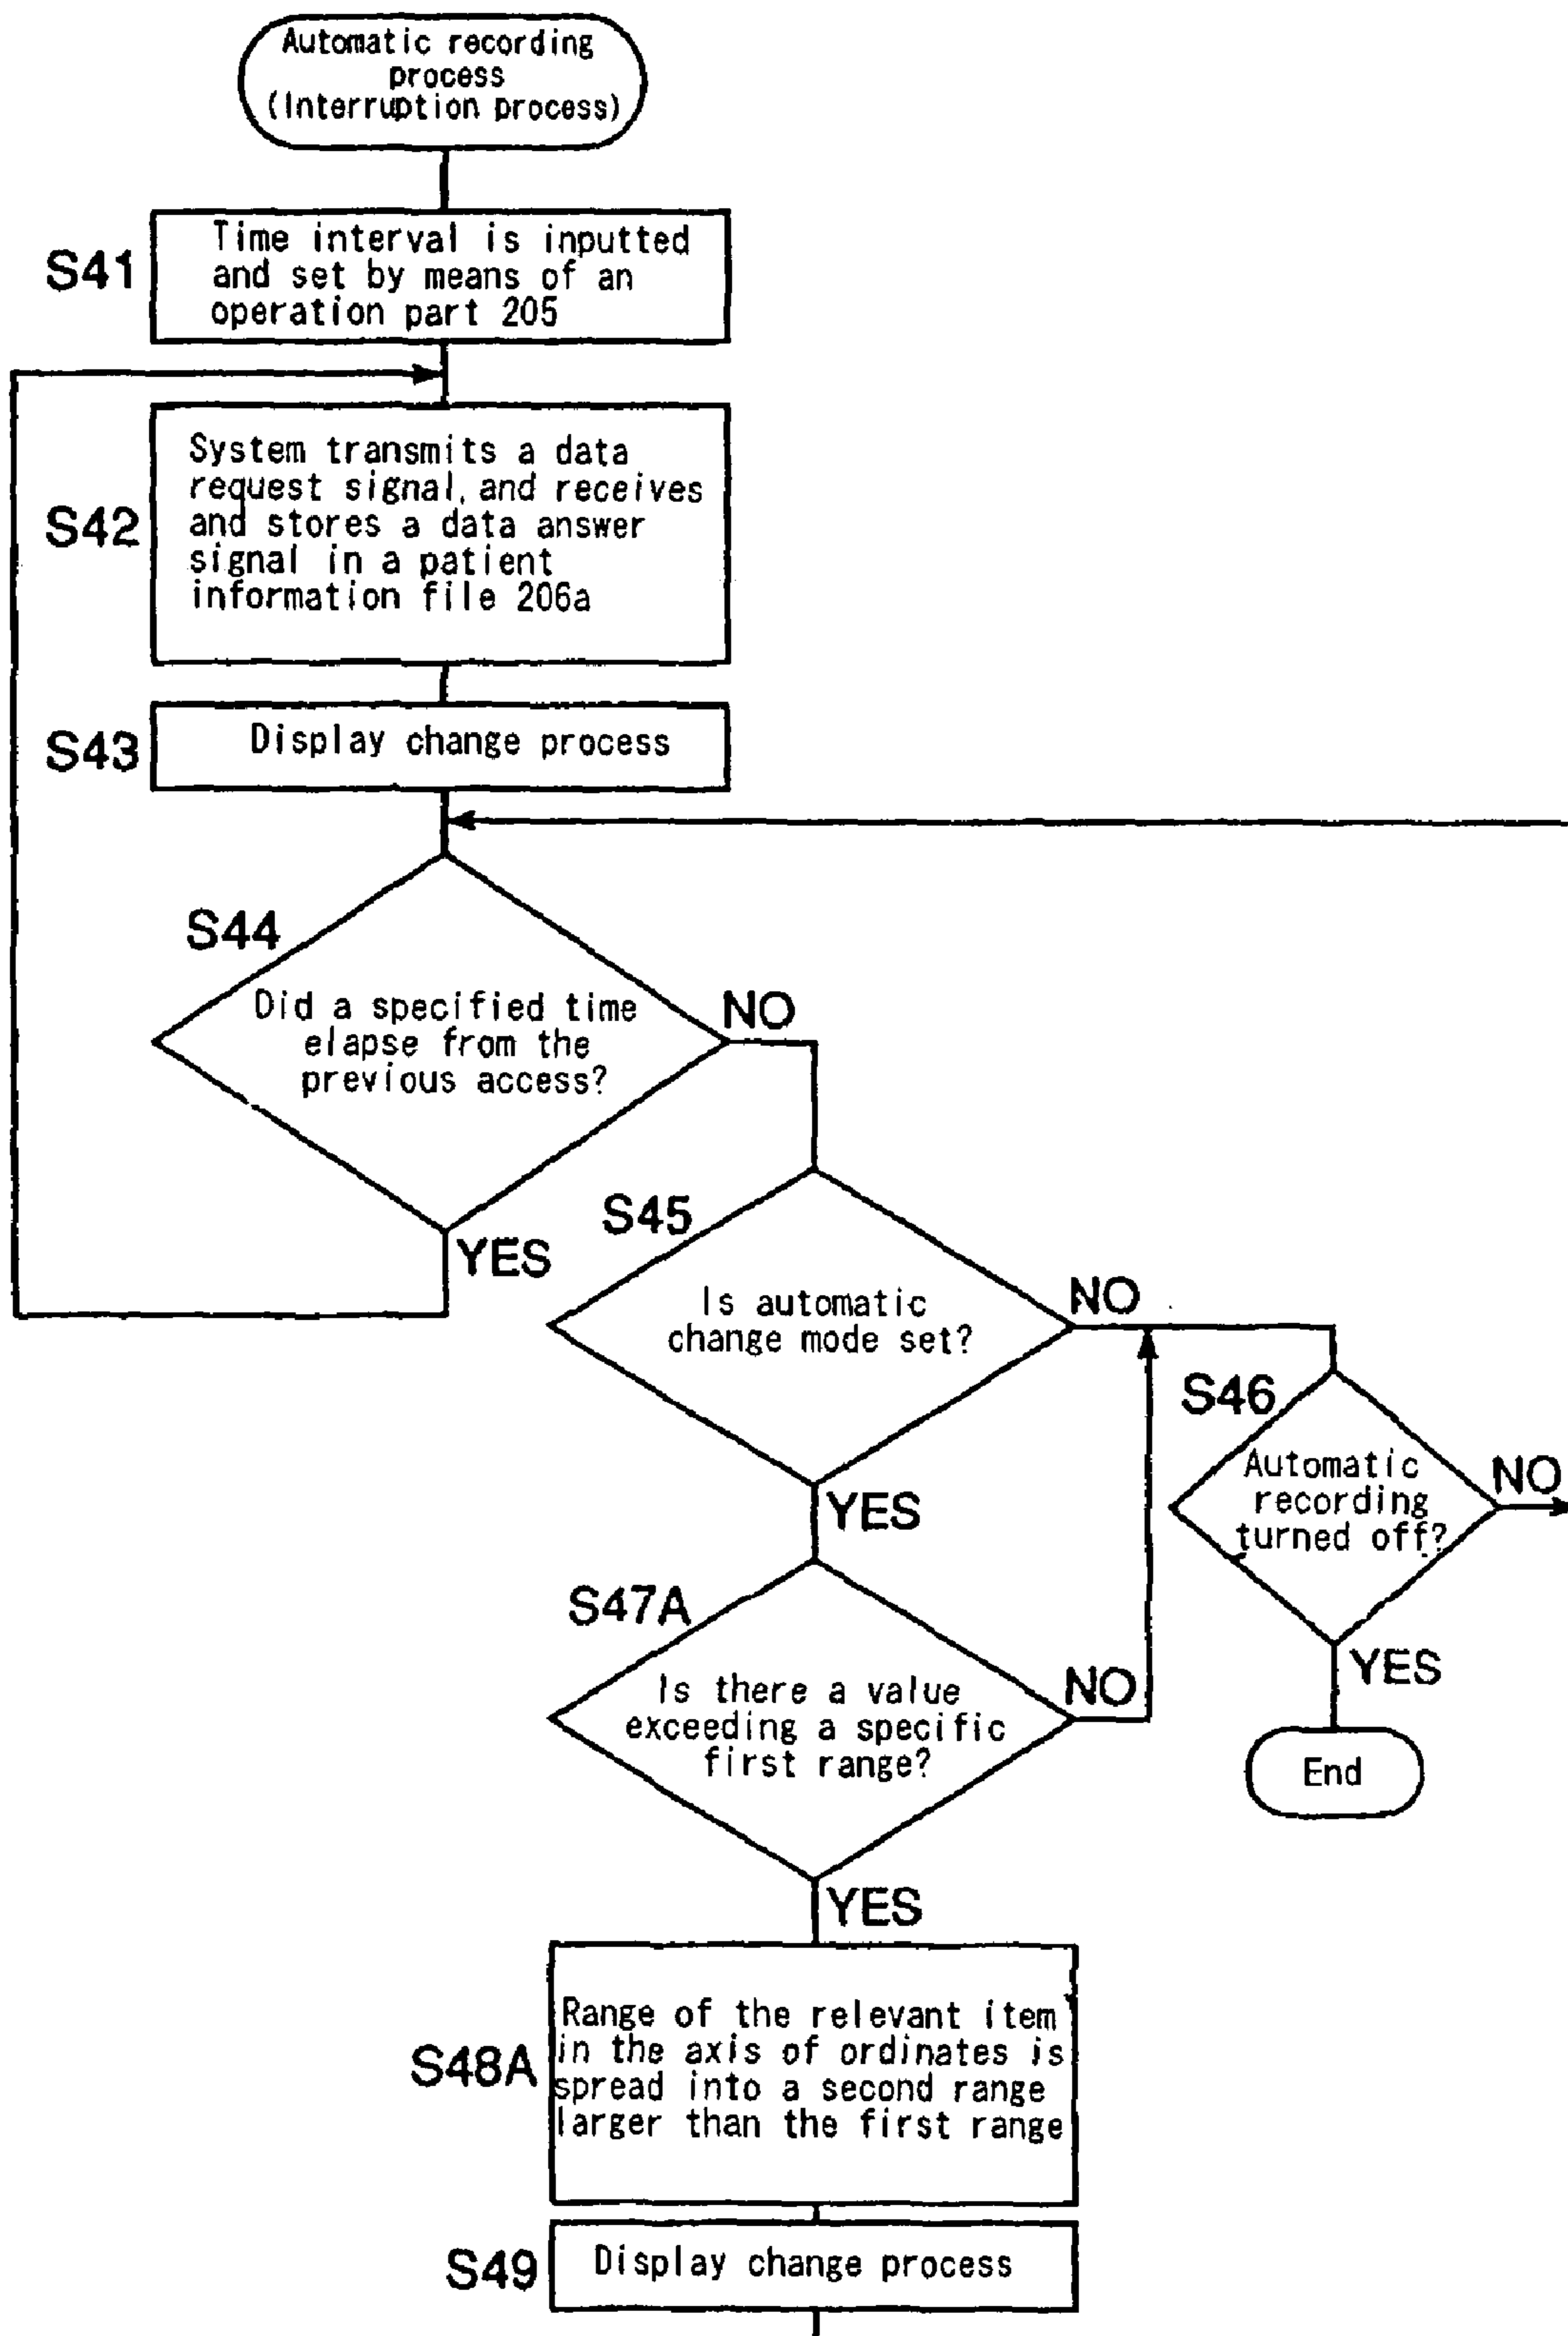 Automatic recording
process
(Interruption process)
S41
Time interval is inputted
and set by means of an
operation part 205
S42
System transmits a data
request signal, and receives
and stores a data answer
signal in a patient
information file 206a
S43
Display change process
S44
Did a specified time
elapse from the
previous access?
NO
YES
S45
Is automatic
change mode set?
NO
YES
S46
Automatic
recording
turned off?
NO
YES
End
S47A
Is there a value
exceeding a specific
first range?
NO
YES
S48A
Range of the relevant item
in the axis of ordinates is
spread into a second range
larger than the first range
S49
Display change process